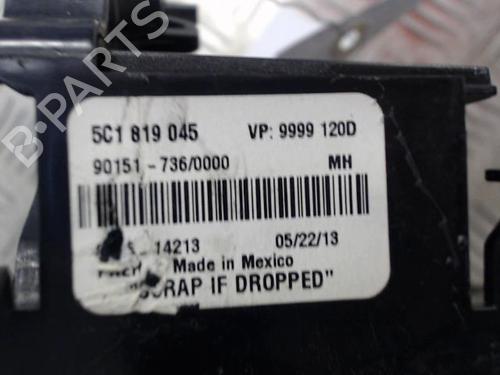 B-PARTS
5C1 819 045 VP: 9999 120D
90151 -736/0000 MH
14213 05/22/13
Made in Mexico
IF DROPPED"